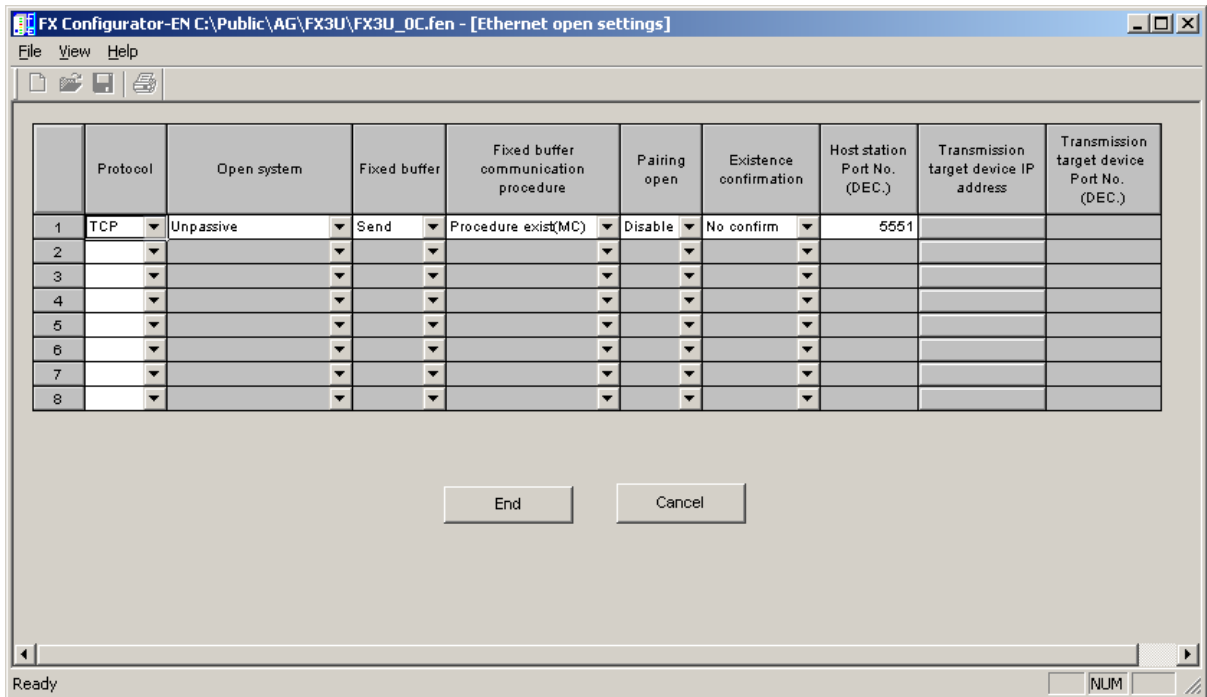 FX Configurator-EN C:\Public\AG\FX3U\FX3U_0C.fen - [Ethernet open settings]
File View Help
Protocol
Open system
Fixed buffer
Fixed buffer
communication
procedure
Pairing
open
Existence
confirmation
Host station
Port No.
(DEC.)
Transmission
target device IP
address
Transmission
target device
Port No.
(DEC.)
1 TCP Unpassive Send Procedure exist(MC) Disable No confirm 5551
2
3
4
5
6
7
8
End Cancel
Ready NUM